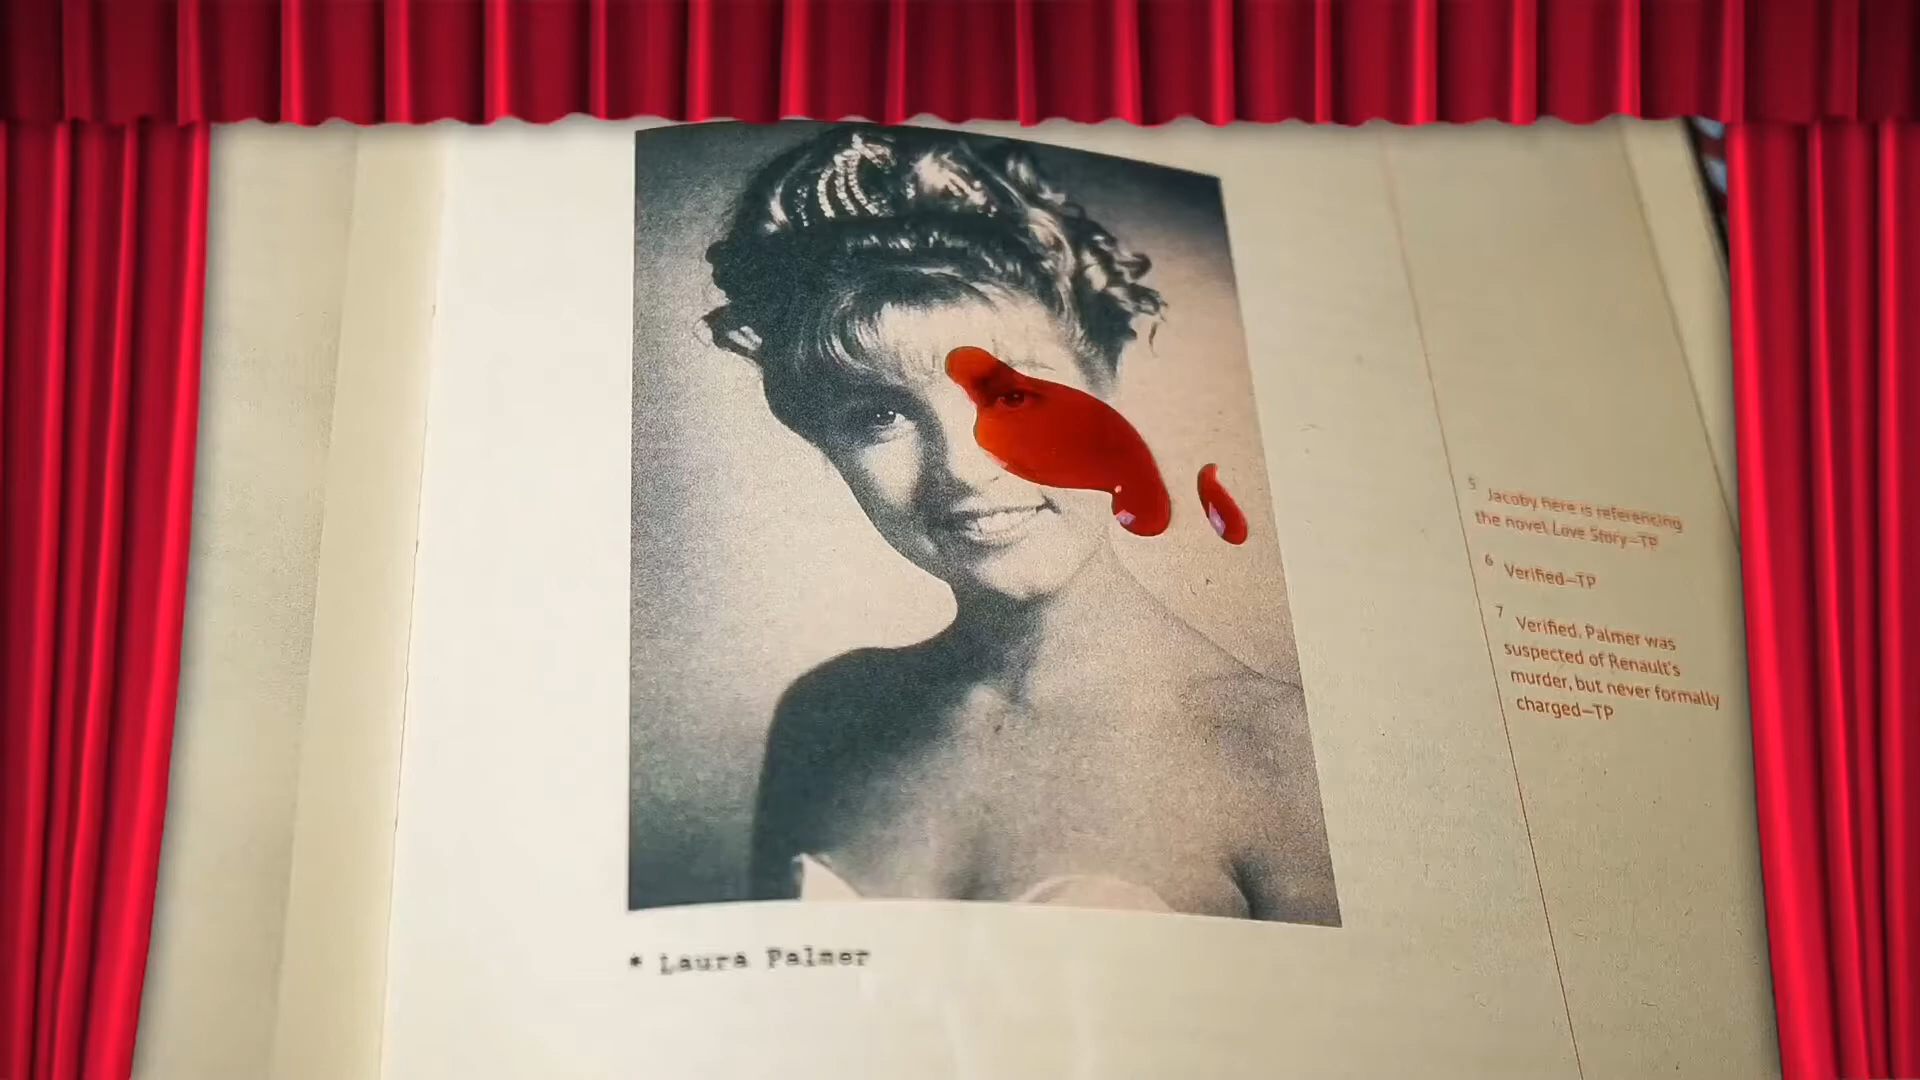 * Laura Palmer
5 Jacoby here is referencing
the novel Love Story—TP
6 Verified—TP
7 Verified. Palmer was
suspected of Renault's
murder, but never formally
charged—TP